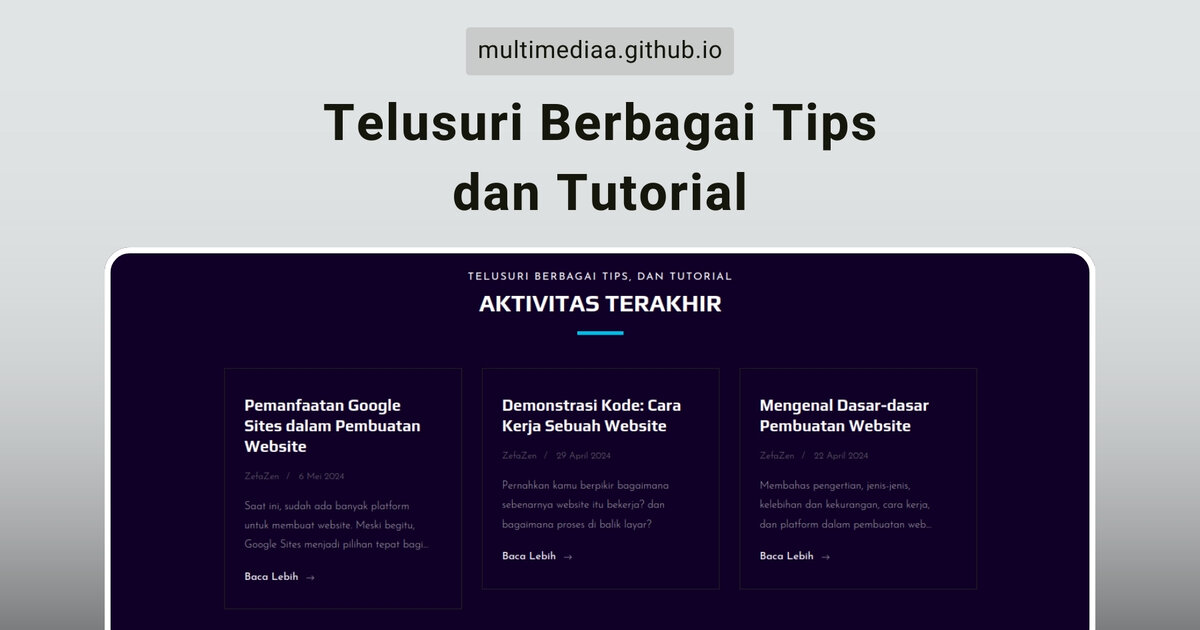 multimediaa.github.io
Telusuri Berbagai Tips
dan Tutorial
TELUSURI BERBAGAI TIPS, DAN TUTORIAL
AKTIVITAS TERAKHIR
Pemanfaatan Google
Sites dalam Pembuatan
Website
ZefaZen / 6 Mei 2024
Saat ini, sudah ada banyak platform
untuk membuat website. Meski begitu,
Google Sites menjadi pilihan tepat bagi...
Baca Lebih →
Demonstrasi Kode: Cara
Kerja Sebuah Website
ZefaZen / 29 April 2024
Pernahkan kamu berpikir bagaimana
sebenarnya website itu bekerja? dan
bagaimana proses di balik layar?
Baca Lebih →
Mengenal Dasar-dasar
Pembuatan Website
ZefaZen / 22 April 2024
Membahas pengertian, jenis-jenis,
kelebihan dan kekurangan, cara kerja,
dan platform dalam pembuatan web...
Baca Lebih →